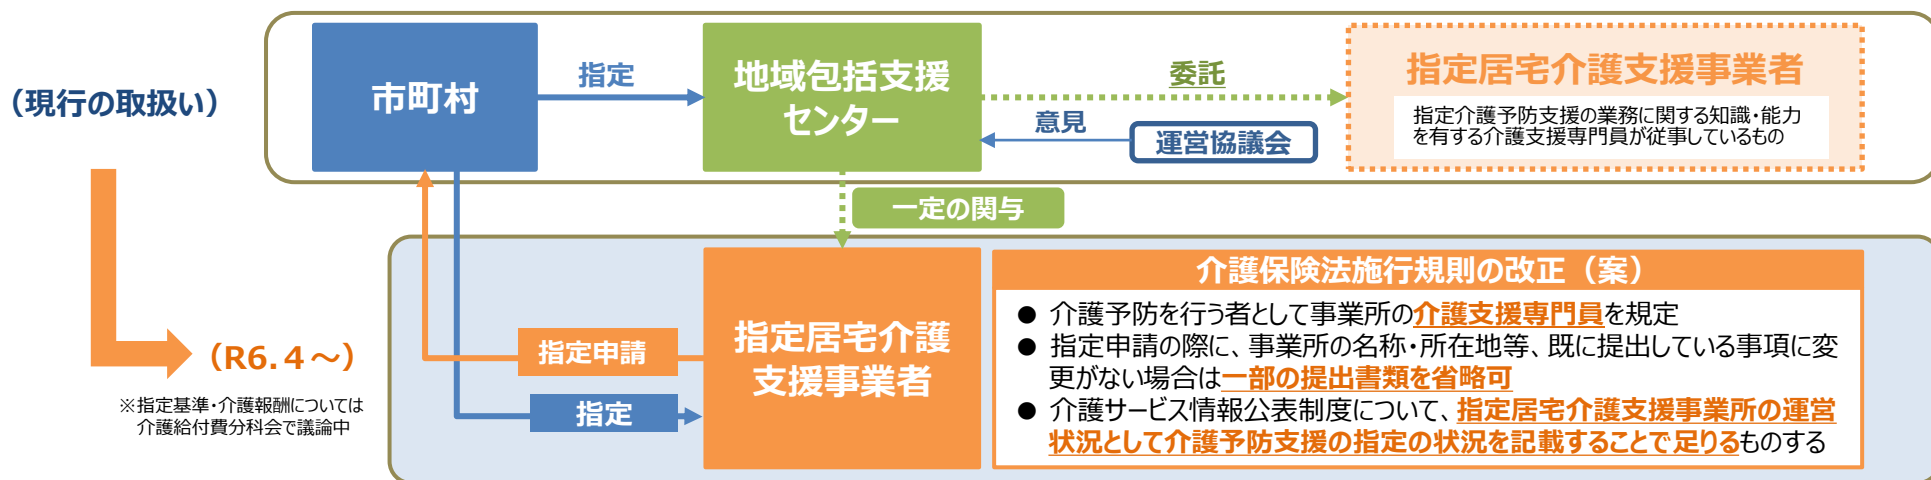 (現行の取扱い)
市町村
指定
地域包括支援
センター
委託
意見
運営協議会
指定居宅介護支援事業者
指定介護予防支援の業務に関する知識・能力
を有する介護支援専門員が従事しているもの
一定の関与
(R6.4~)
※指定基準・介護報酬については
介護給付費分科会で議論中
指定申請
指定
指定居宅介護
支援事業者
介護保険法施行規則の改正(案)
● 介護予防を行う者として事業所の介護支援専門員を規定
● 指定申請の際に、事業所の名称・所在地等、既に提出している事項に変
更がない場合は一部の提出書類を省略可
● 介護サービス情報公表制度について、指定居宅介護支援事業所の運営
状況として介護予防支援の指定の状況を記載することで足りるものする